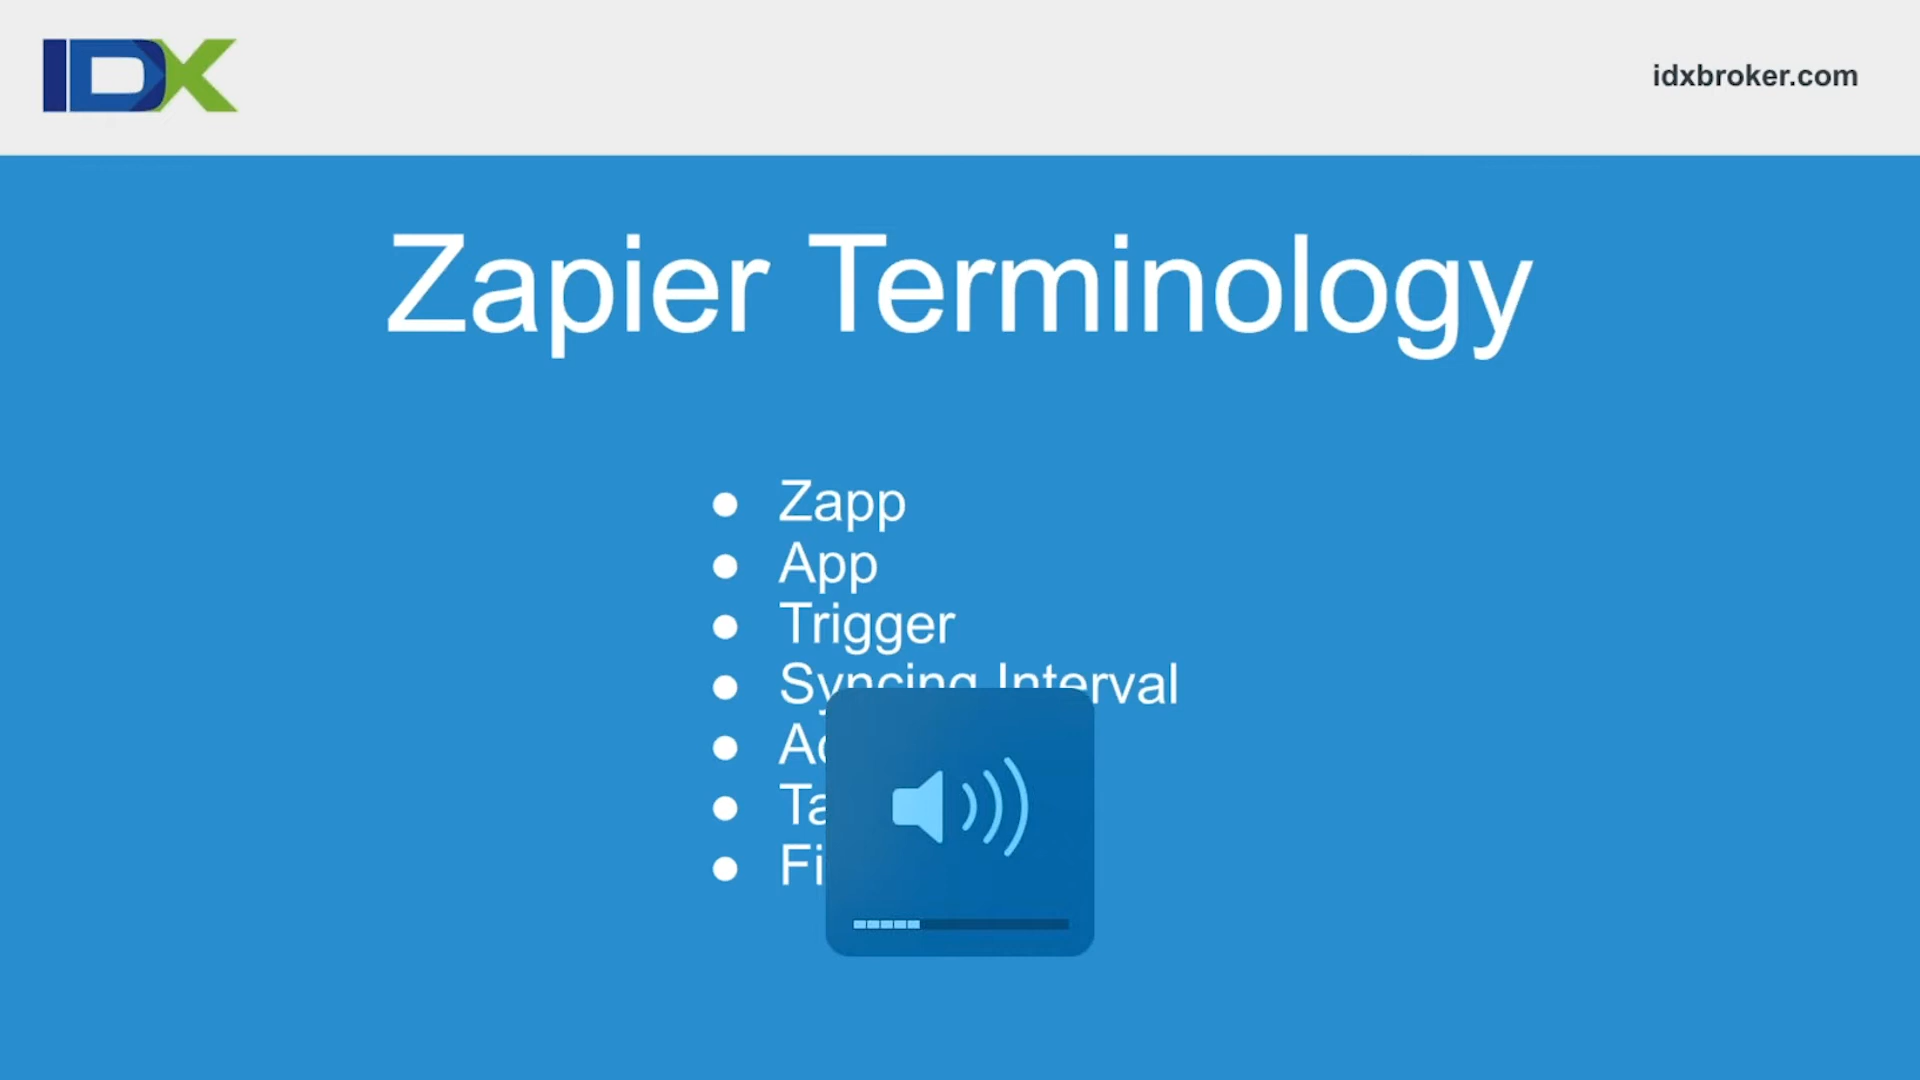 IDX
idxbroker.com
Zapier Terminology
● Zapp
● App
● Trigger
● Syncing Interval